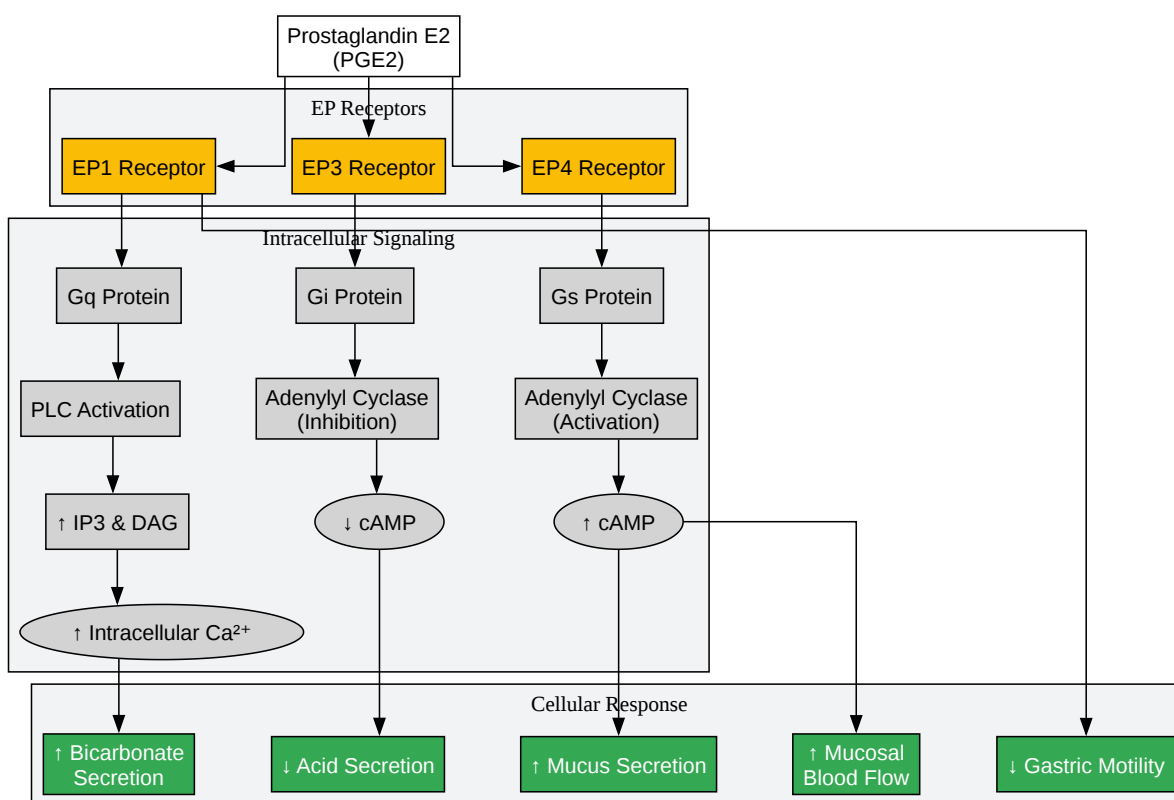 Prostaglandin E2
(PGE2)
EP Receptors
EP1 Receptor
EP3 Receptor
EP4 Receptor
Intracellular Signaling
Gq Protein
Gi Protein
Gs Protein
PLC Activation
Adenylyl Cyclase
(Inhibition)
Adenylyl Cyclase
(Activation)
↑ IP3 & DAG
↓ cAMP
↑ cAMP
↑ Intracellular Ca²⁺
Cellular Response
↑ Bicarbonate
Secretion
↓ Acid Secretion
↑ Mucus Secretion
↑ Mucosal
Blood Flow
↓ Gastric Motility